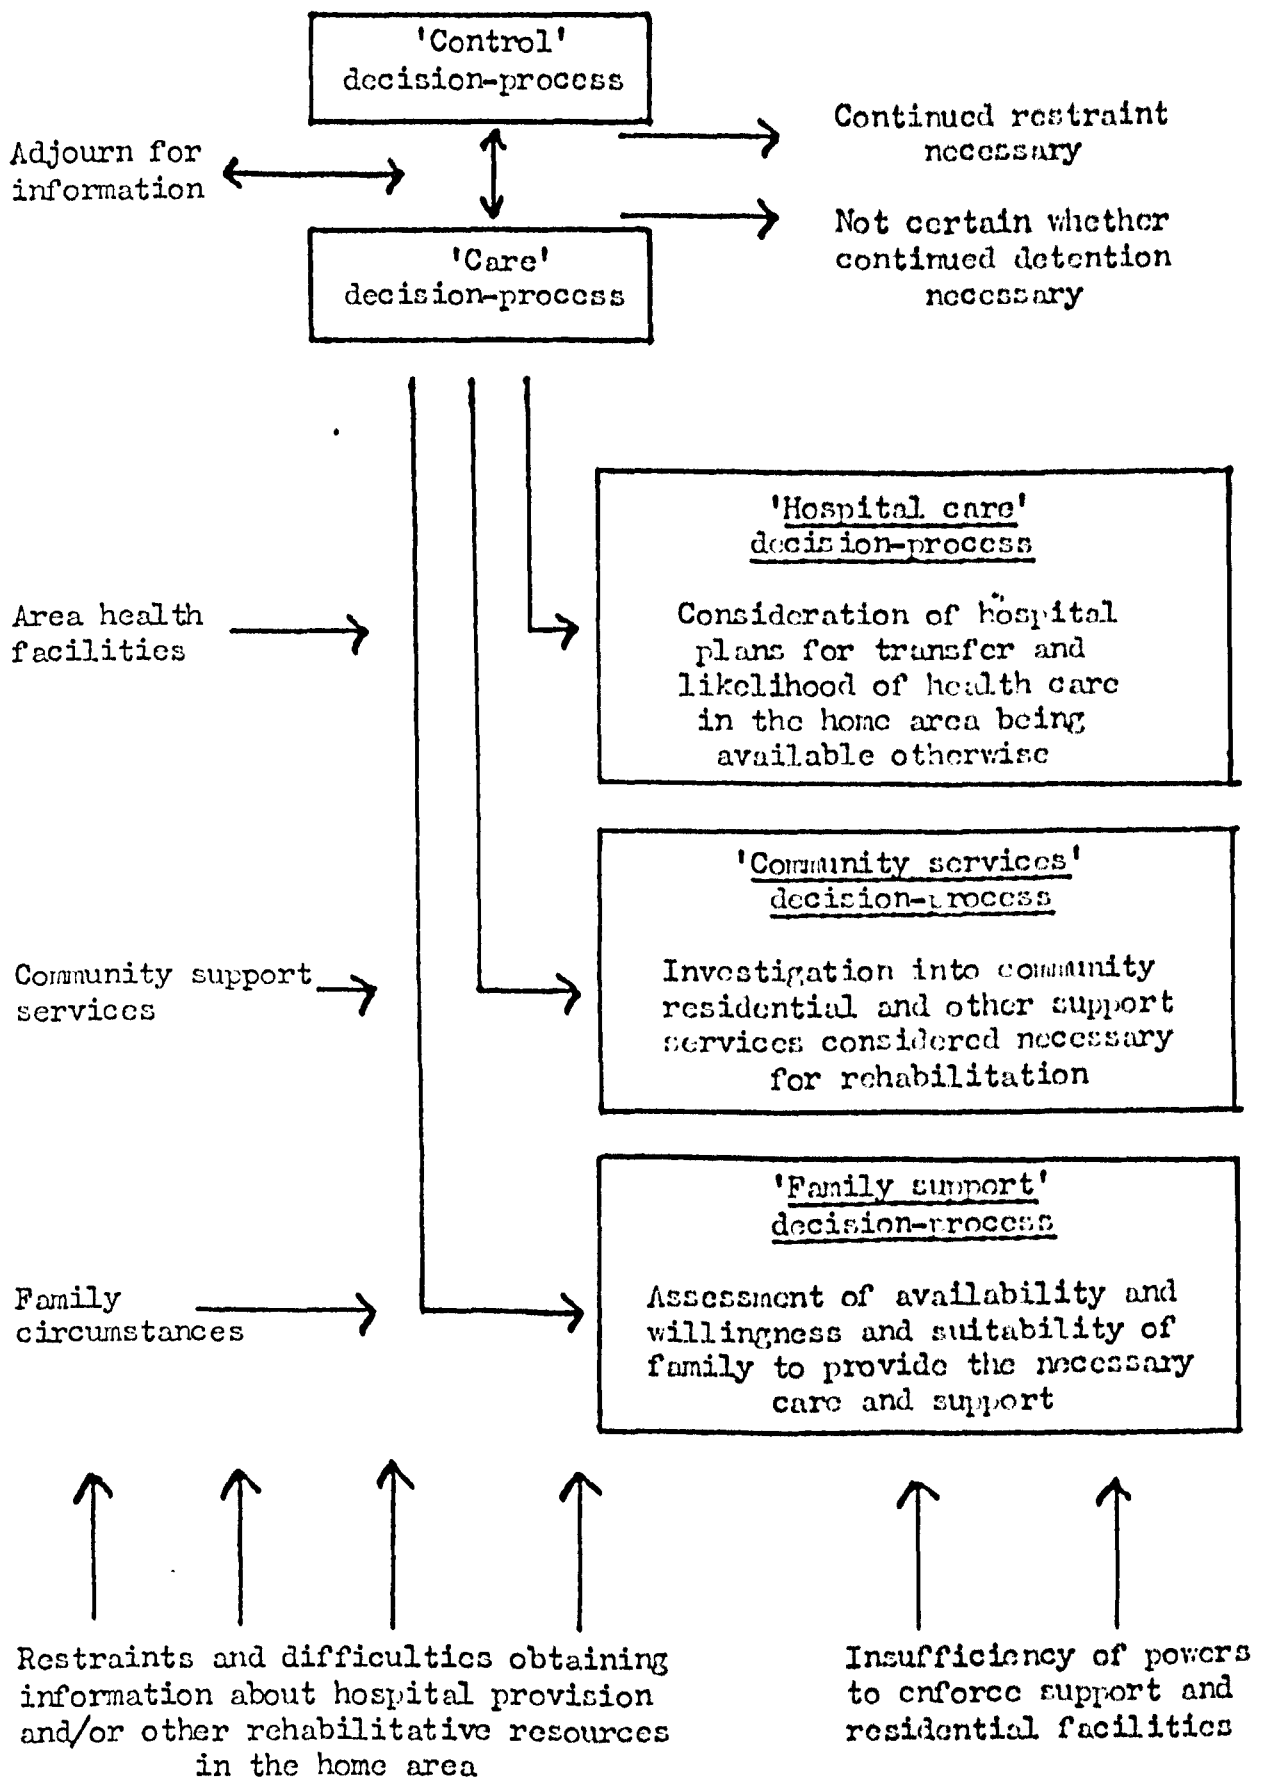 'Control'
decision-process
Adjourn for
information
Continued restraint
necessary
Not certain whether
continued detention
necessary
'Care'
decision-process
'Hospital care'
decision-process
Area health
facilities
Consideration of hospital
plans for transfer and
likelihood of health care
in the home area being
available otherwise
'Community services'
decision-process
Community support
services
Investigation into community
residential and other support
services considered necessary
for rehabilitation
'Family support'
decision-process
Family
circumstances
Assessment of availability and
willingness and suitability of
family to provide the necessary
care and support
Restraints and difficulties obtaining
information about hospital provision
and/or other rehabilitative resources
in the home area
Insufficiency of powers
to enforce support and
residential facilities